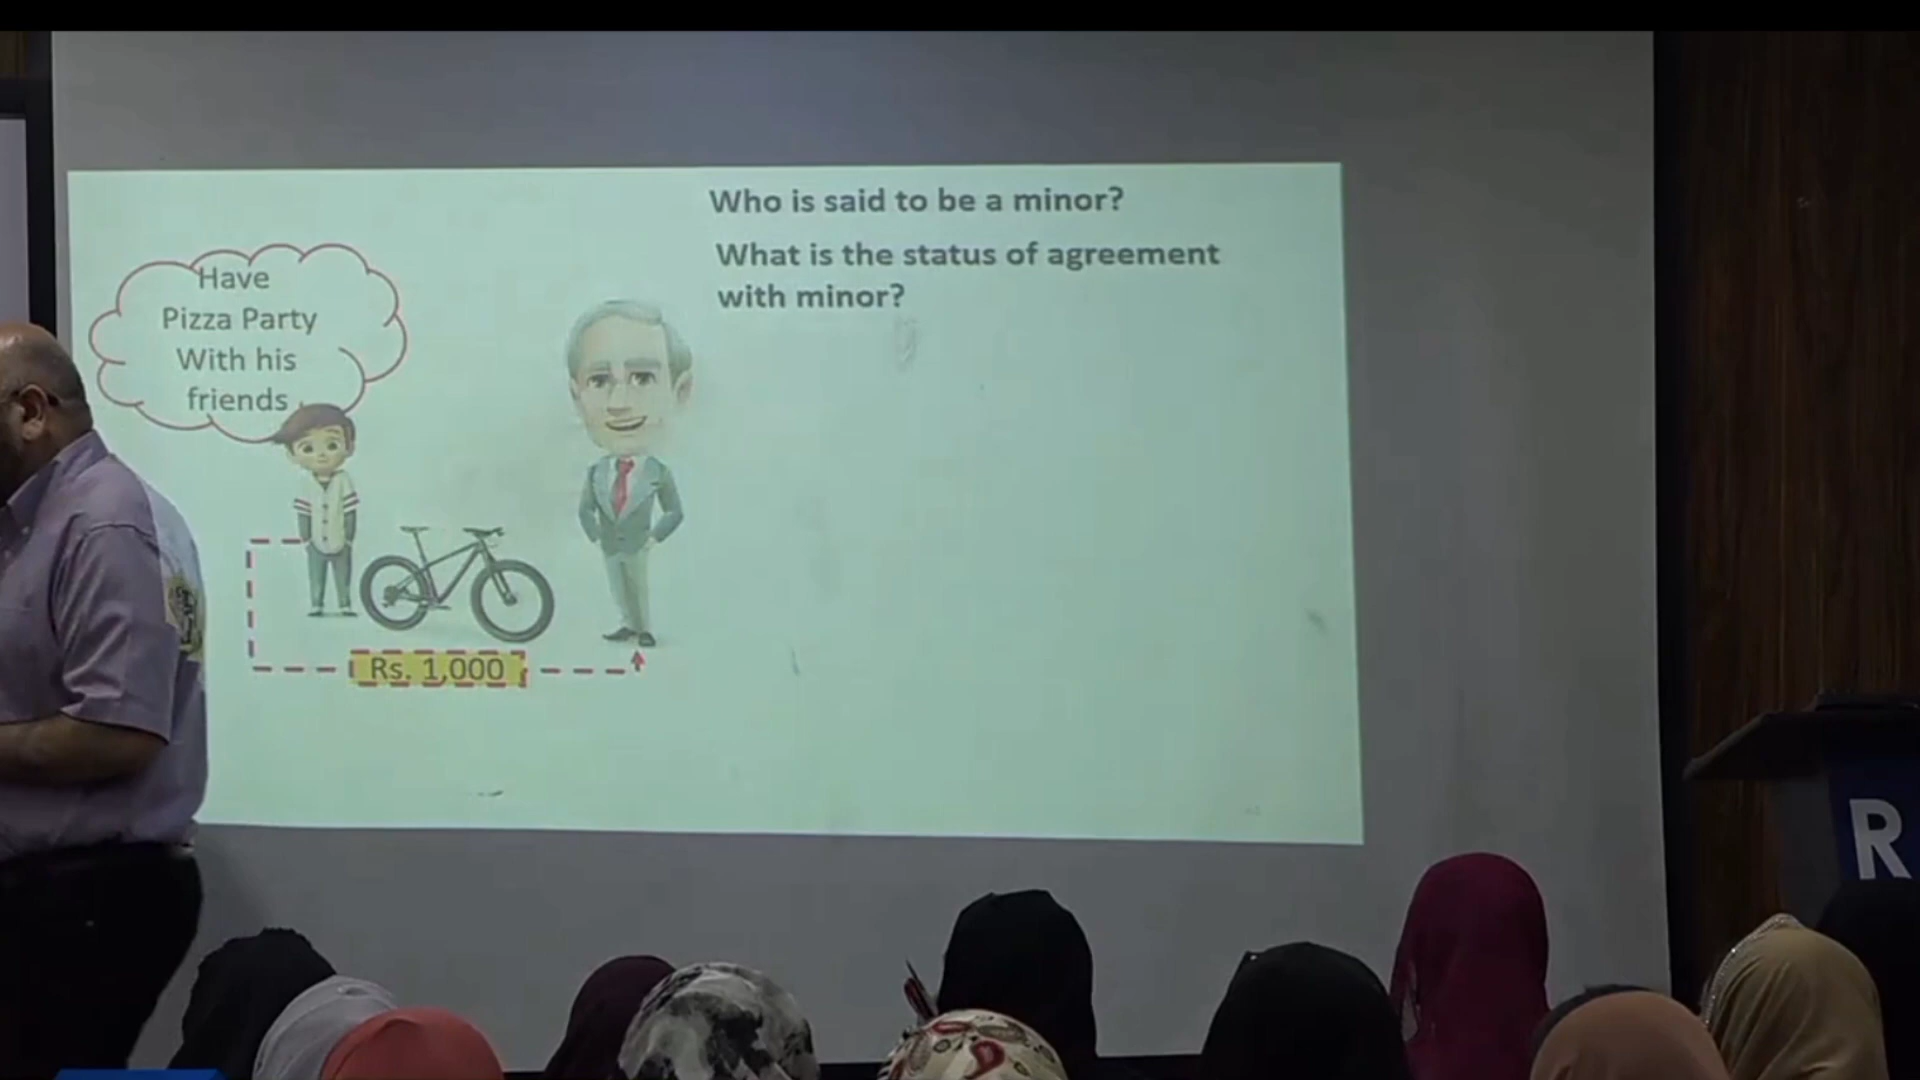 Who is said to be a minor?
What is the status of agreement
with minor?
Have
Pizza Party
With his
friends
Rs. 1,000
R